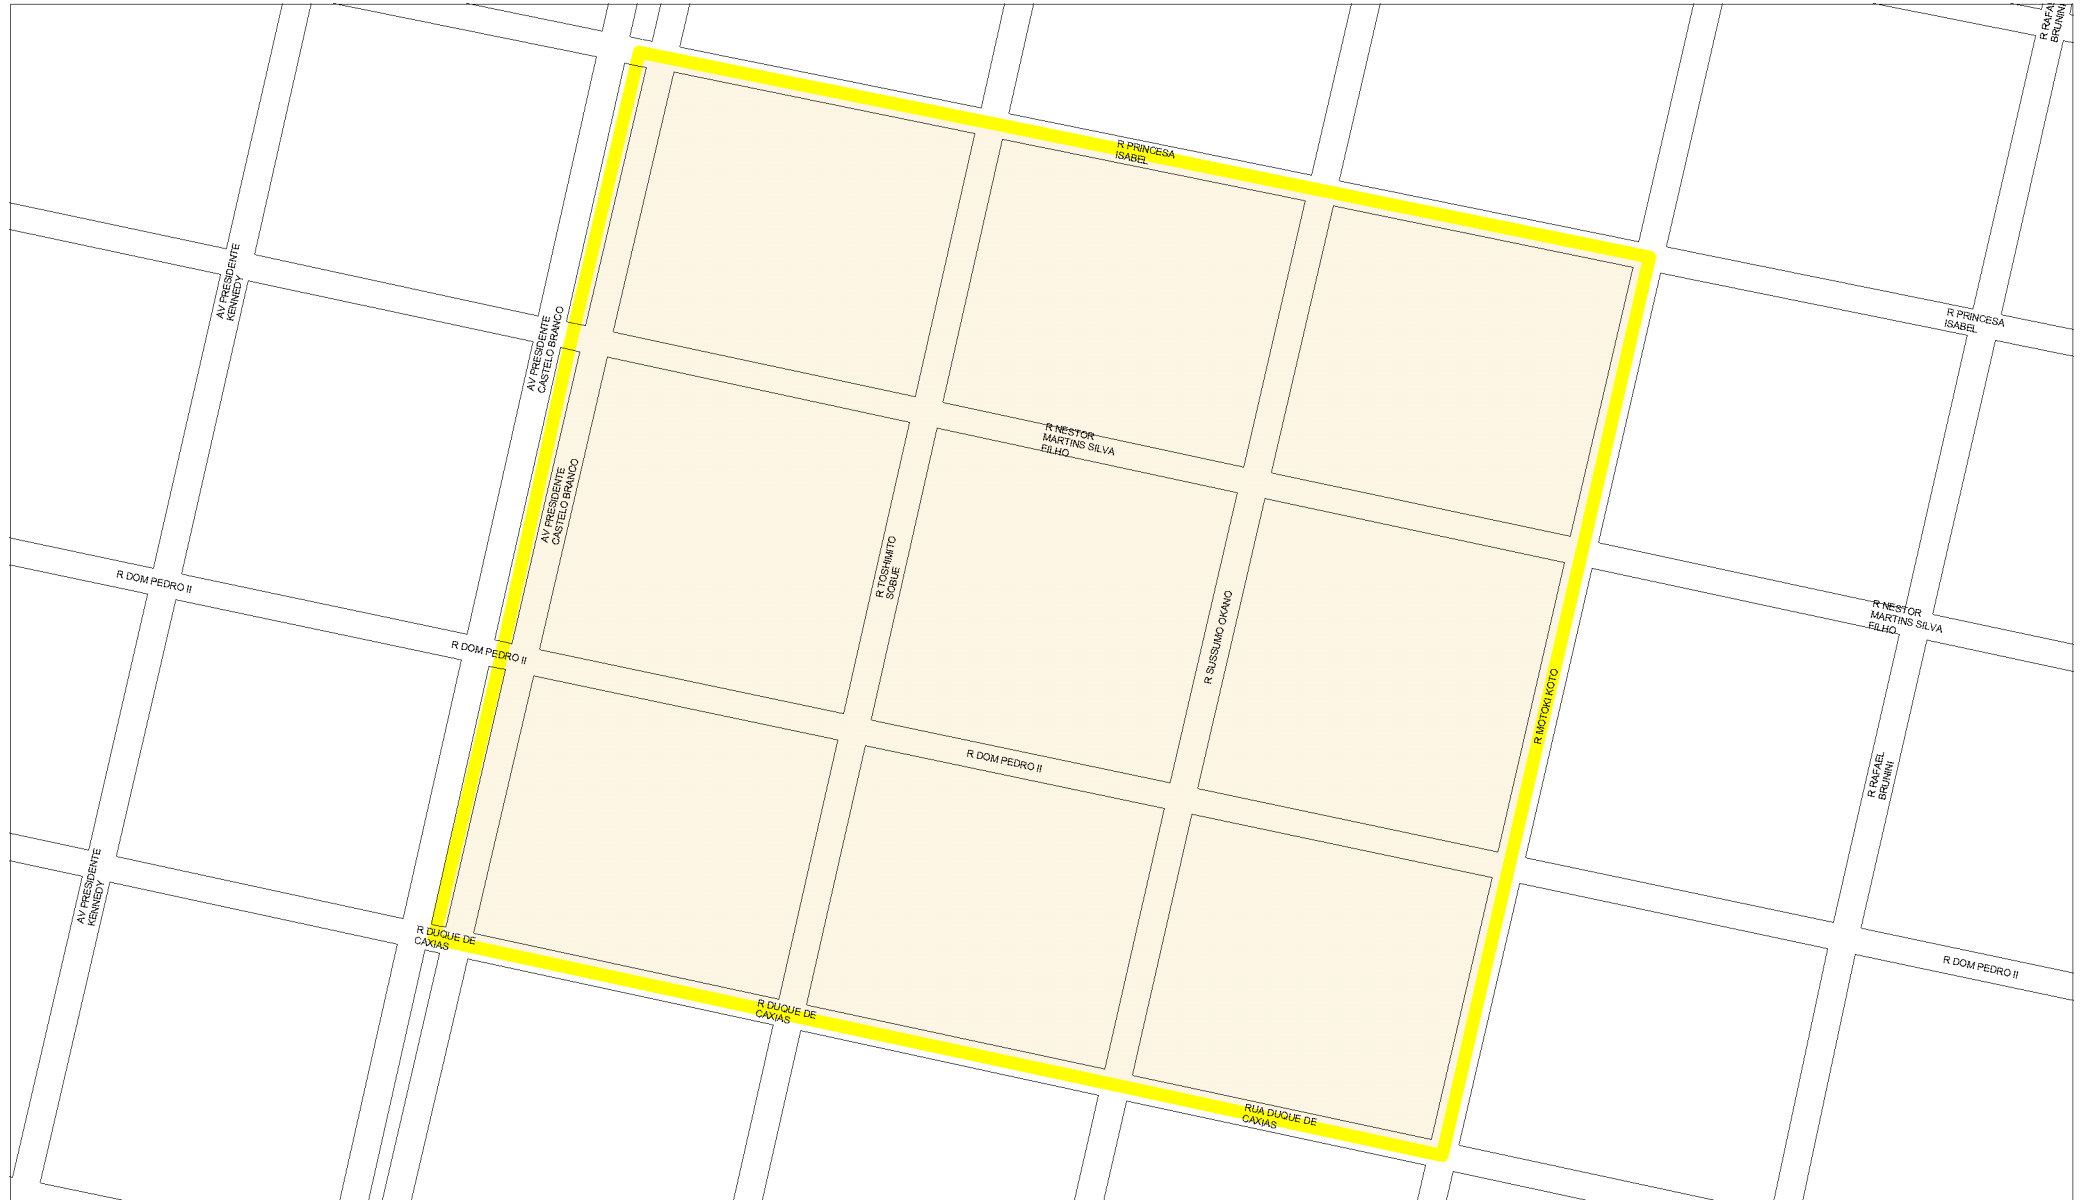 R RAFAEL
BRUNINI
R PRINCESA
ISABEL
AV PRESIDENTE
KENNEDY
AV PRESIDENTE
CASTELO BRANCO
R PRINCESA
ISABEL
R NESTOR
MARTINS SILVA
FILHO
AV PRESIDENTE
CASTELO BRANCO
R TOSHIMITO
SOBUE
R DOM PEDRO II
R SUSSUMO OKANO
R NESTOR
MARTINS SILVA
FILHO
R DOM PEDRO II
R MOTOKI KOTO
R DOM PEDRO II
R RAFAEL
BRUNINI
AV PRESIDENTE
KENNEDY
R DUQUE DE
CAXIAS
R DOM PEDRO II
R DUQUE DE
CAXIAS
RUA DUQUE DE
CAXIAS